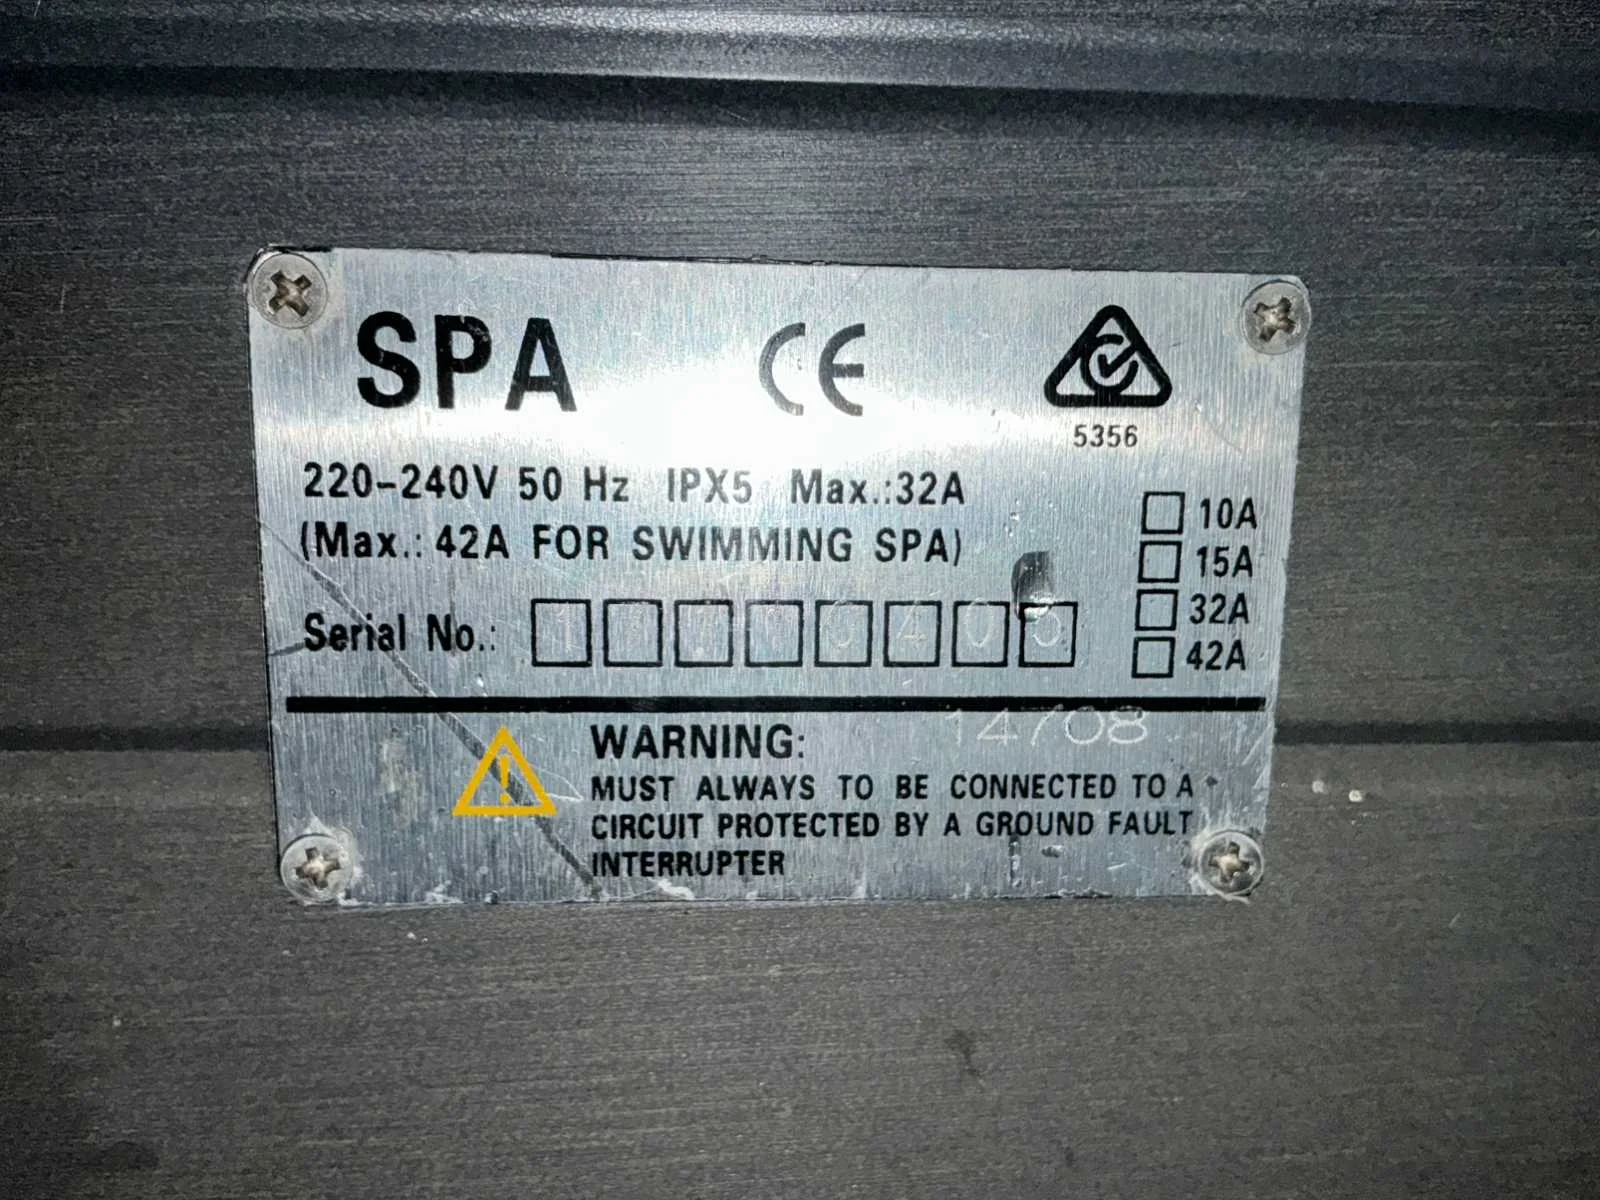 SPA CE
5356
220-240V 50 Hz IPX5 Max.:32A
(Max.: 42A FOR SWIMMING SPA)
10A
15A
32A
42A
Serial No.:
14708
WARNING:
MUST ALWAYS TO BE CONNECTED TO A
CIRCUIT PROTECTED BY A GROUND FAULT
INTERRUPTER